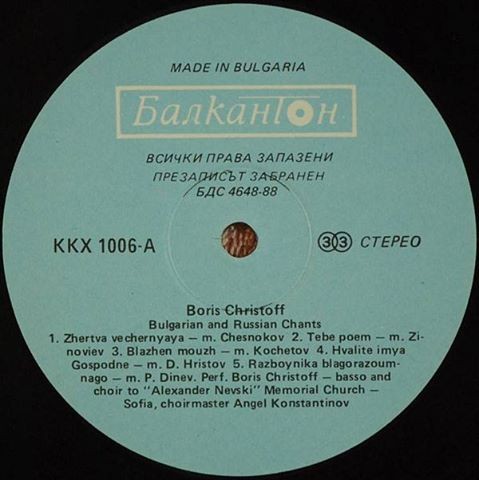 MADE IN BULGARIA
Балкантон
ВСИЧКИ ПРАВА ЗАПАЗЕНИ
ПРЕЗАПИСЪТ ЗАБРАНЕН
БДС 4648-88
ККХ 1006-А
33 СТЕРЕО
Boris Christoff
Bulgarian and Russian Chants
1. Zhertva vechernyaya — m. Chesnokov 2. Tebe poem — m. Zi-
noviev 3. Blazhen mouzh — m. Kochetov 4. Hvalite imya
Gospodne — m. D. Hristov 5. Razboynika blagorazoum-
nago — m. P. Dinev. Perf. Boris Christoff — basso and
choir to "Alexander Nevski" Memorial Church —
Sofia, choirmaster Angel Konstantinov